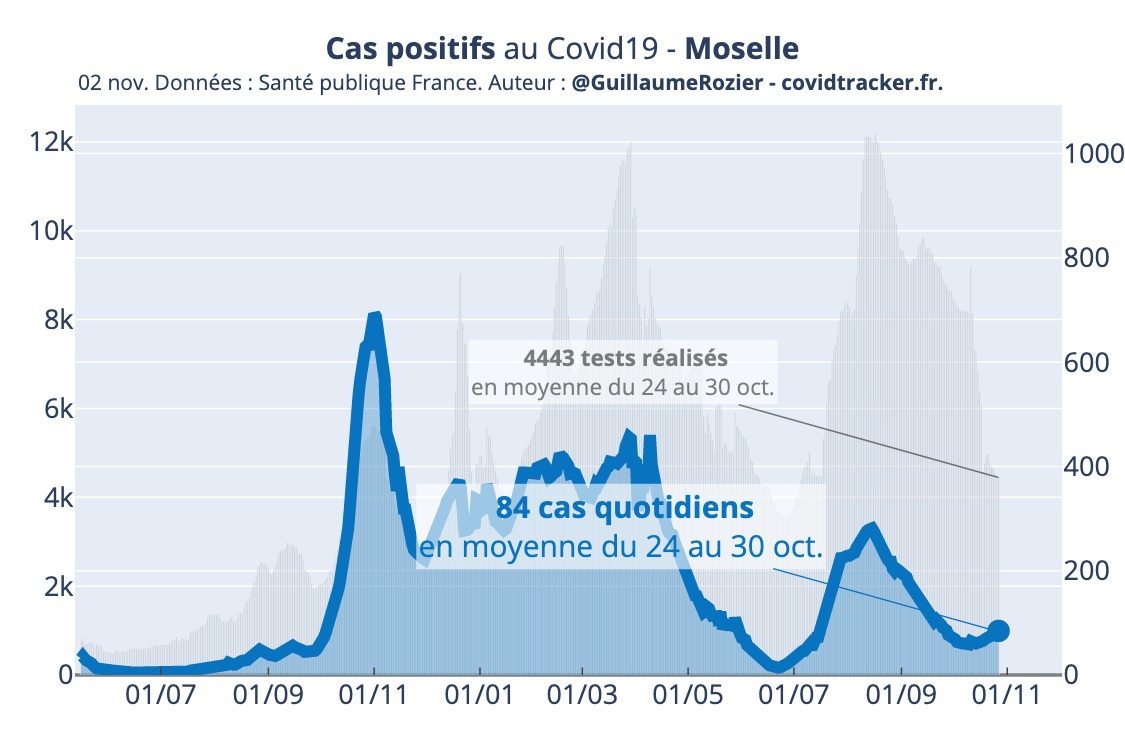 Cas positifs au Covid19 - Moselle
02 nov. Données : Santé publique France. Auteur : @GuillaumeRozier - covidtracker.fr.
12k
1000
10k
800
8k
4443 tests réalisés
600
en moyenne du 24 au 30 oct.
6k
400
4k
84 cas quotidiens
en moyenne du 24 au 30 oct.
200
2k
0
0
01/07 01/09 01/11 01/01 01/03 01/05 01/07 01/09 01/11